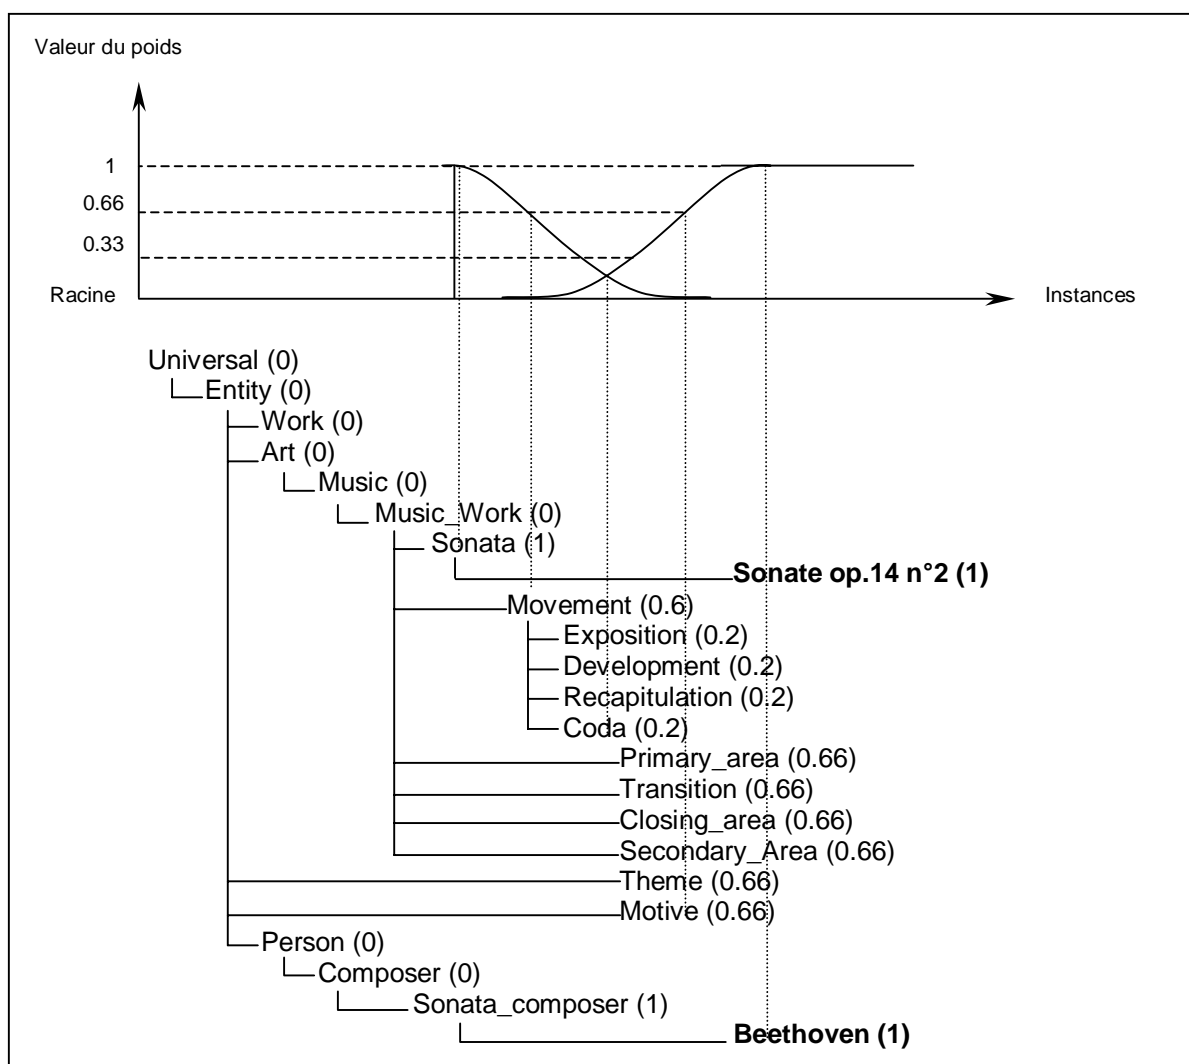 Valeur du poids
1
0.66
0.33
Racine
Instances
Universal (0)
Entity (0)
Work (0)
Art (0)
Music (0)
Music_Work (0)
Sonata (1)
Sonate op.14 n°2 (1)
Movement (0.6)
Exposition (0.2)
Development (0.2)
Recapitulation (0.2)
Coda (0.2)
Primary_area (0.66)
Transition (0.66)
Closing_area (0.66)
Secondary_Area (0.66)
Theme (0.66)
Motive (0.66)
Person (0)
Composer (0)
Sonata_composer (1)
Beethoven (1)